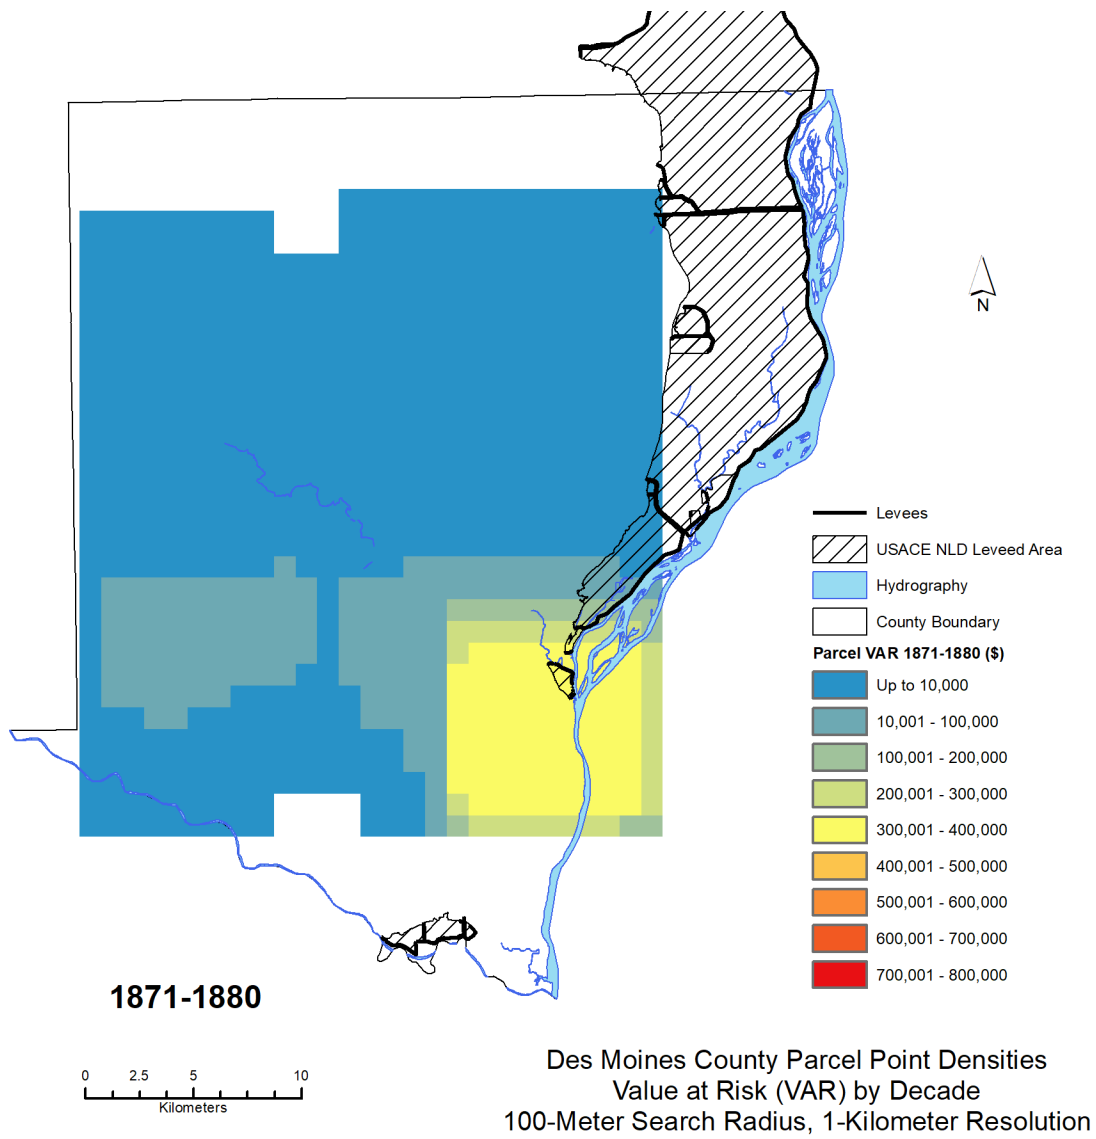 N
Levees
USACE NLD Leveed Area
Hydrography
County Boundary
Parcel VAR 1871-1880 ($)
Up to 10,000
10,001 - 100,000
100,001 - 200,000
200,001 - 300,000
300,001 - 400,000
400,001 - 500,000
500,001 - 600,000
600,001 - 700,000
700,001 - 800,000
1871-1880
0 2.5 5 10
Kilometers
Des Moines County Parcel Point Densities
Value at Risk (VAR) by Decade
100-Meter Search Radius, 1-Kilometer Resolution